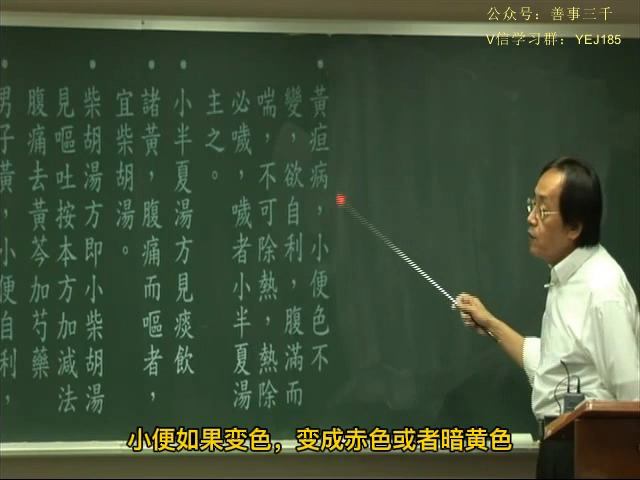 公众号：善事三千
V信学习群：YEJ185
• 黃疸病，小便色不
變，欲自利，腹滿而
喘，不可除熱，熱除
必噦，噦者小半夏湯
主之。
• 小半夏湯方見痰飲
• 諸黃，腹痛而嘔者，
宜柴胡湯。
• 柴胡湯方即小柴胡湯
見嘔吐按本方加減法
腹痛去黃芩加芍藥
男子黃，小便自利，
小便如果变色，变成赤色或者暗黄色